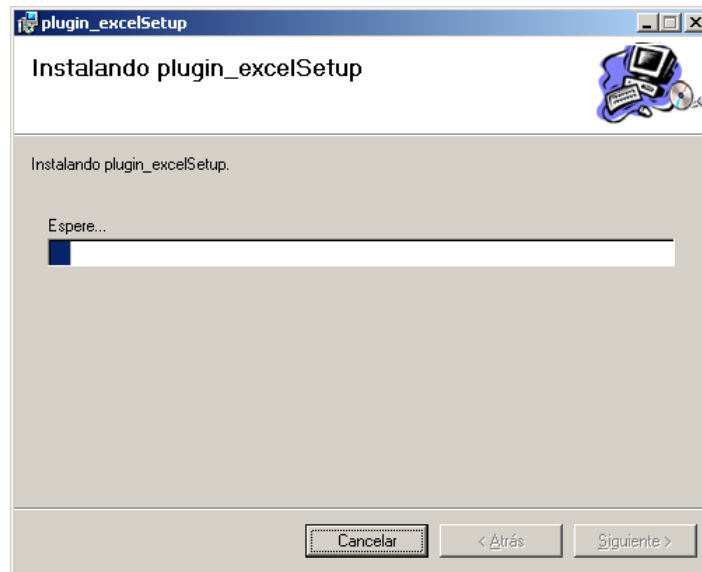 plugin_excelSetup
Instalando plugin_excelSetup
Instalando plugin_excelSetup.
Espere...
Cancelar
< Atrás
Siguiente >